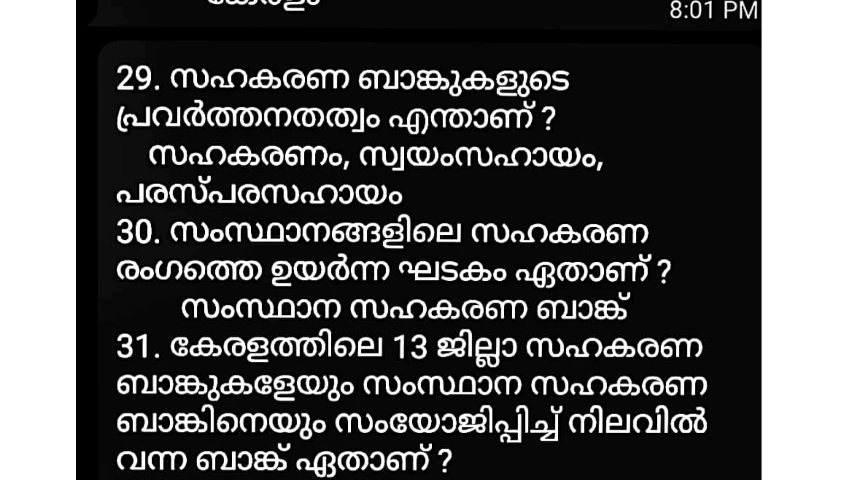 കേരളം
8:01 PM
29. സഹകരണ ബാങ്കുകളുടെ
പ്രവർത്തനതത്വം എന്താണ് ?
സഹകരണം, സ്വയംസഹായം,
പരസ്പരസഹായം
30. സംസ്ഥാനങ്ങളിലെ സഹകരണ
രംഗത്തെ ഉയർന്ന ഘടകം ഏതാണ് ?
സംസ്ഥാന സഹകരണ ബാങ്ക്
31. കേരളത്തിലെ 13 ജില്ലാ സഹകരണ
ബാങ്കുകളേയും സംസ്ഥാന സഹകരണ
ബാങ്കിനെയും സംയോജിപ്പിച്ച് നിലവിൽ
വന്ന ബാങ്ക് ഏതാണ് ?